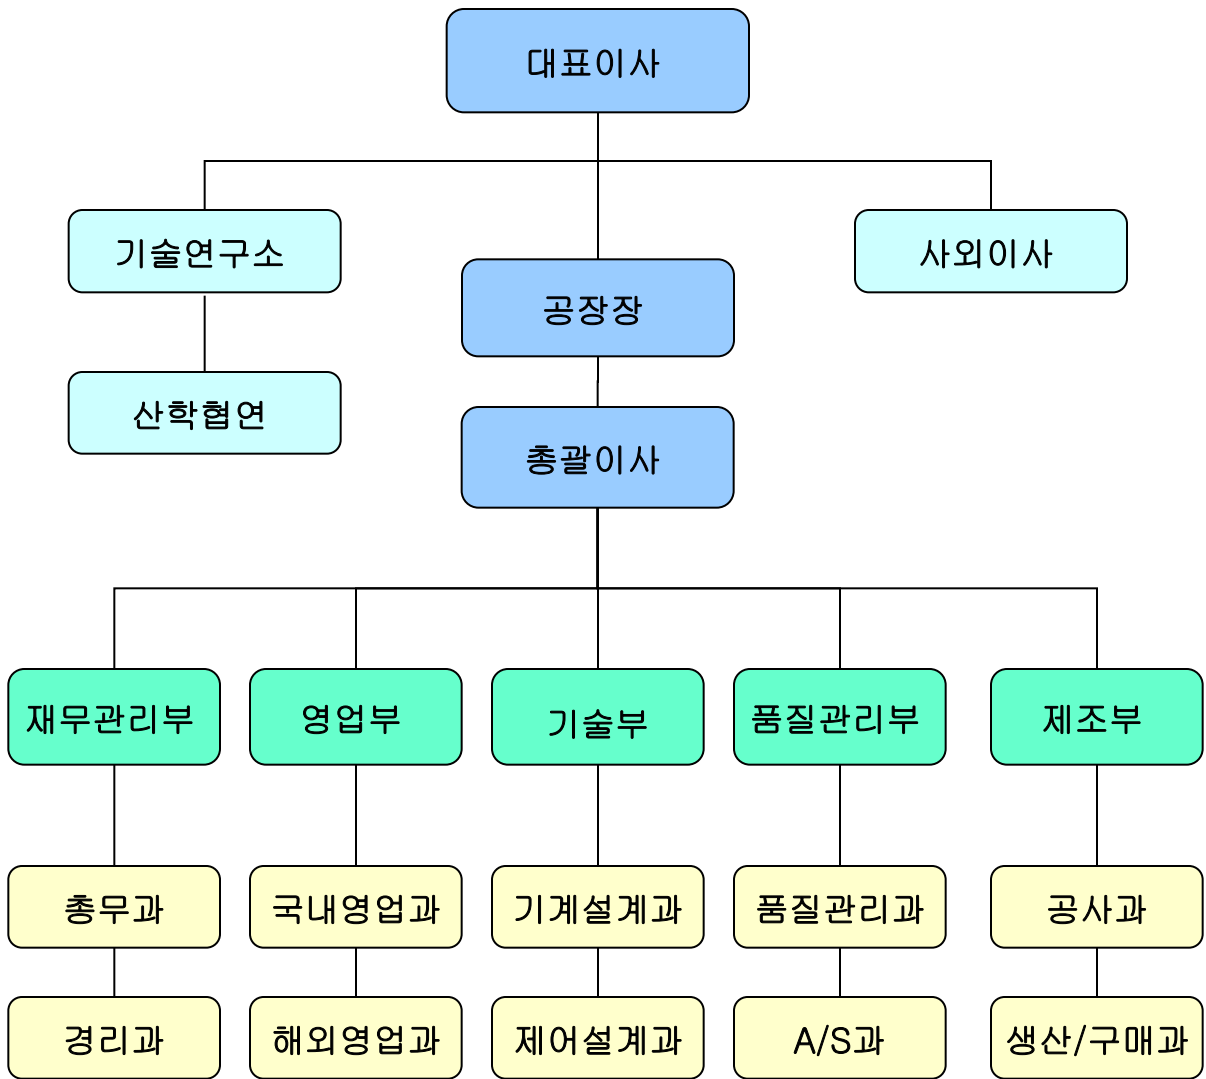 대표이사
기술연구소
사외이사
공장장
산학협연
총괄이사
재무관리부
영업부
기술부
품질관리부
제조부
총무과
국내영업과
기계설계과
품질관리과
공사과
경리과
해외영업과
제어설계과
A/S과
생산/구매과